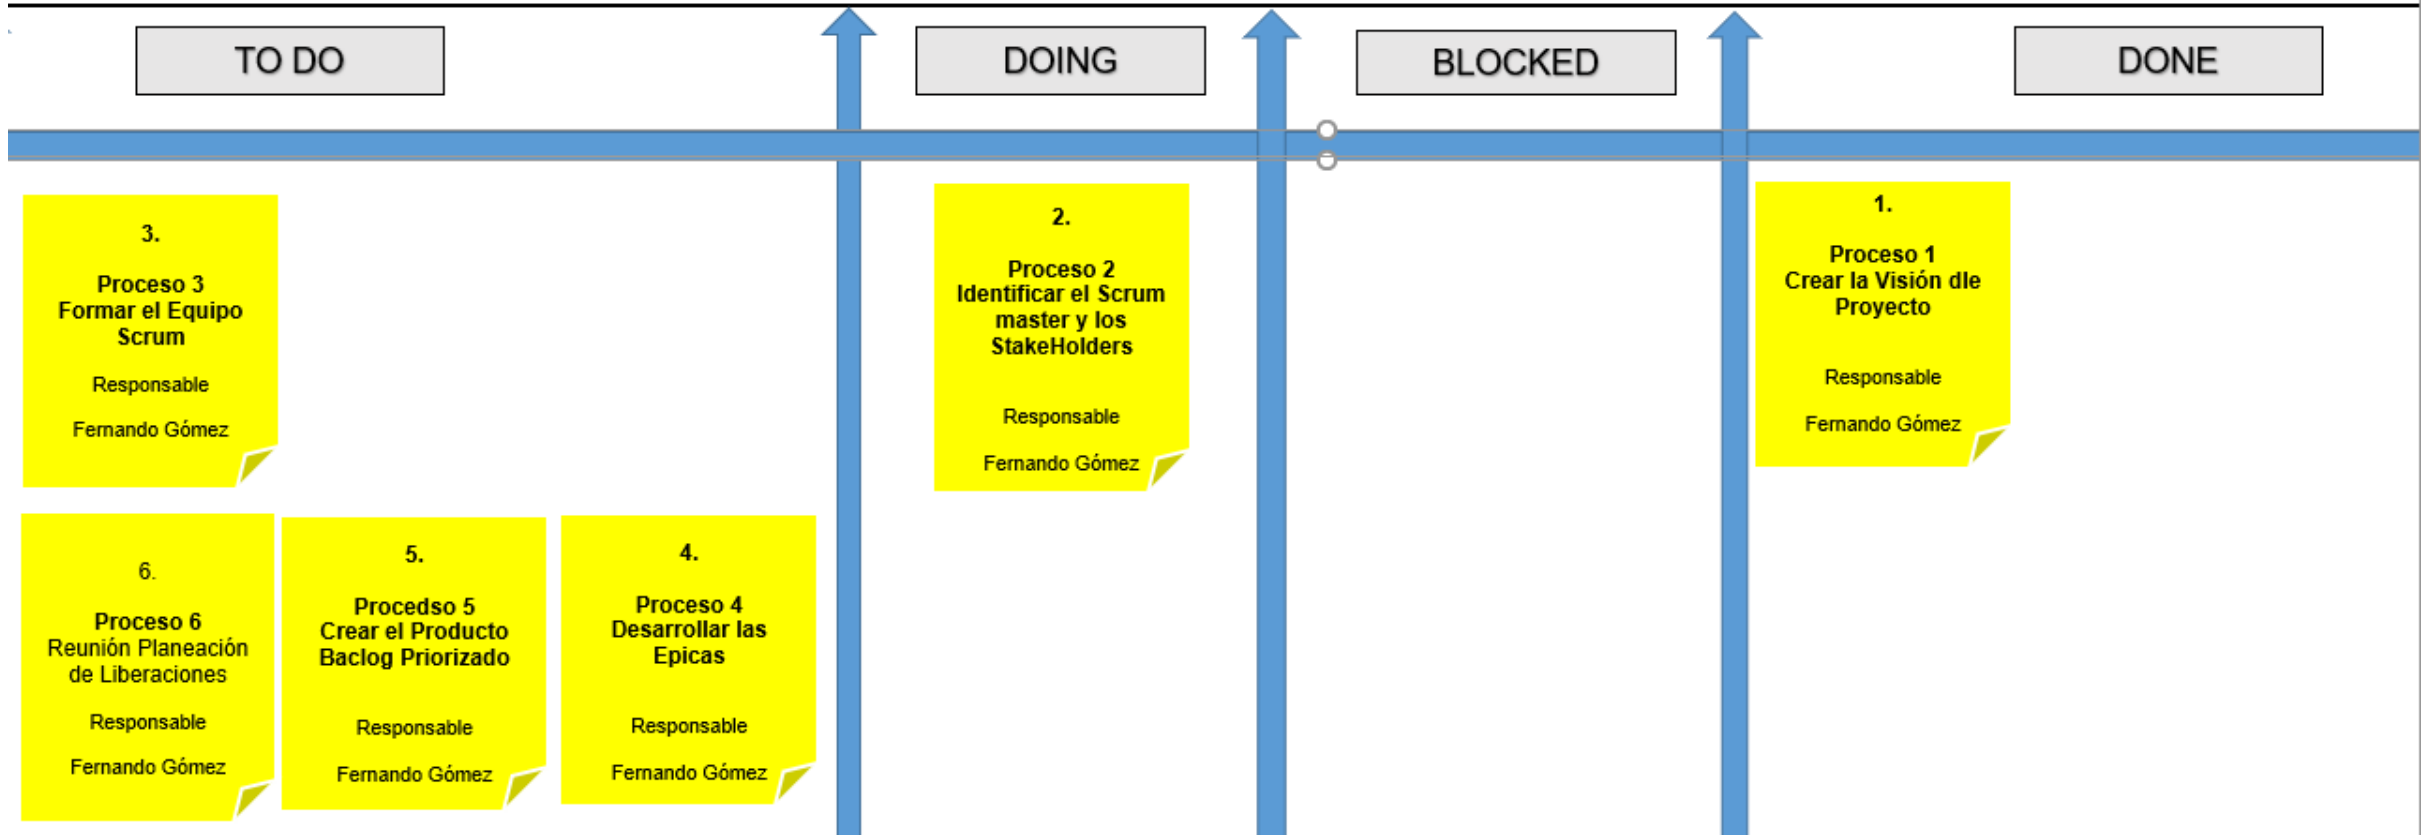 TO DO
DOING
BLOCKED
DONE
3.
Proceso 3
Formar el Equipo
Scrum
Responsable
Fernando Gómez
6.
Proceso 6
Reunión Planeación
de Liberaciones
Responsable
Fernando Gómez
5.
Procedso 5
Crear el Producto
Baclog Priorizado
Responsable
Fernando Gómez
4.
Proceso 4
Desarrollar las
Epicas
Responsable
Fernando Gómez
2.
Proceso 2
Identificar el Scrum
master y los
StakeHolders
Responsable
Fernando Gómez
1.
Proceso 1
Crear la Visión dle
Proyecto
Responsable
Fernando Gómez